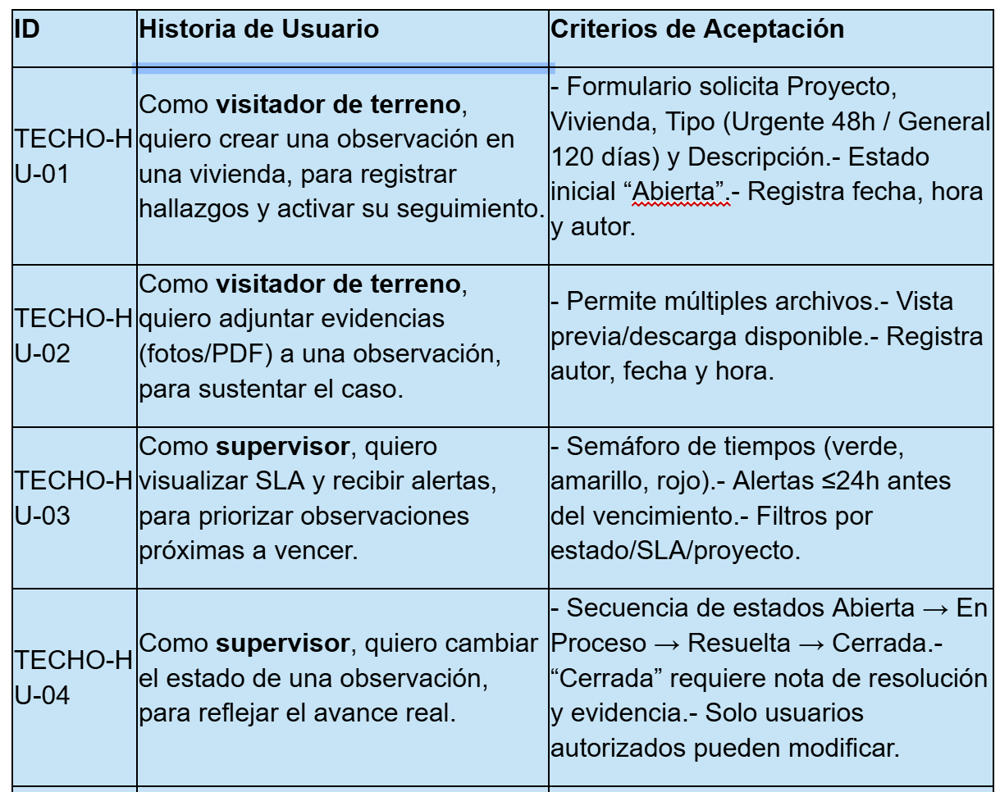 ID
Historia de Usuario
Criterios de Aceptación
TECHO-H
U-01
Como visitador de terreno,
quiero crear una observación en
una vivienda, para registrar
hallazgos y activar su seguimiento.
- Formulario solicita Proyecto,
Vivienda, Tipo (Urgente 48h / General
120 días) y Descripción.- Estado
inicial “Abierta”.- Registra fecha, hora
y autor.
TECHO-H
U-02
Como visitador de terreno,
quiero adjuntar evidencias
(fotos/PDF) a una observación,
para sustentar el caso.
- Permite múltiples archivos.- Vista
previa/descarga disponible.- Registra
autor, fecha y hora.
TECHO-H
U-03
Como supervisor, quiero
visualizar SLA y recibir alertas,
para priorizar observaciones
próximas a vencer.
- Semáforo de tiempos (verde,
amarillo, rojo).- Alertas ≤24h antes
del vencimiento.- Filtros por
estado/SLA/proyecto.
TECHO-H
U-04
Como supervisor, quiero cambiar
el estado de una observación,
para reflejar el avance real.
- Secuencia de estados Abierta → En
Proceso → Resuelta → Cerrada.-
“Cerrada” requiere nota de resolución
y evidencia.- Solo usuarios
autorizados pueden modificar.